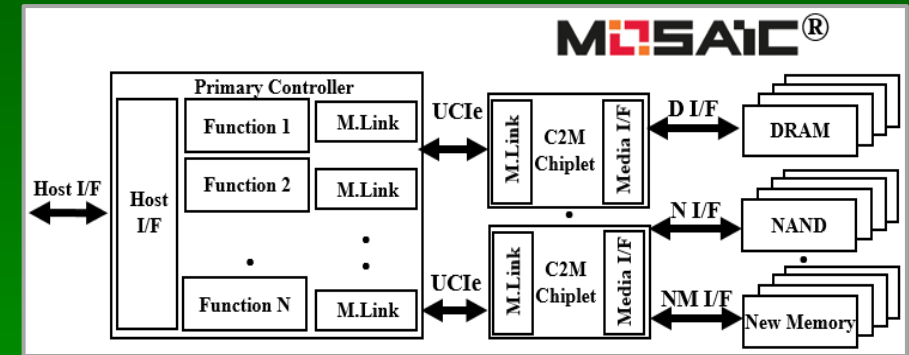 MOSAIC®
Primary Controller
Host I/F
Host
I/F
Function 1
Function 2
Function N
M.Link
M.Link
M.Link
UCIe
UCIe
M.Link
C2M
Chiplet
Media I/F
M.Link
C2M
Chiplet
Media I/F
D I/F
N I/F
NM I/F
DRAM
NAND
New Memory